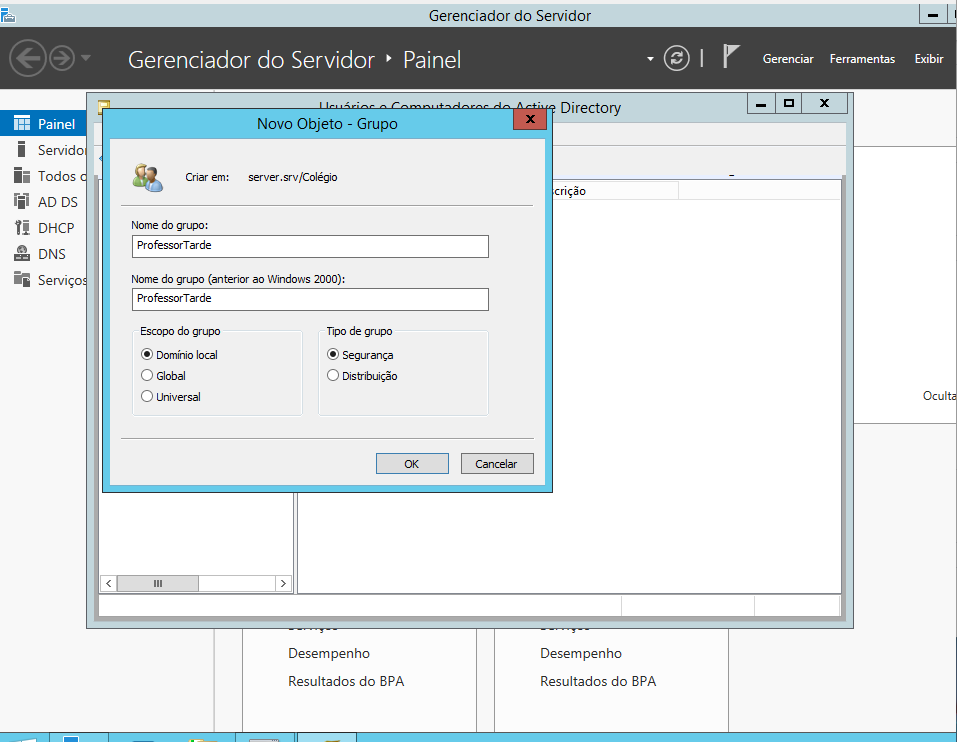 Gerenciador do Servidor
Gerenciador do Servidor ‣ Painel
Gerenciar Ferramentas Exibir
Usuários e Computadores do Active Directory
Novo Objeto - Grupo
x
X
Painel
Servidor
Todos
AD DS
DHCP
DNS
Serviços
Criar em: server.srv/Colégio
scrição
Nome do grupo:
ProfessorTarde
Nome do grupo (anterior ao Windows 2000):
ProfessorTarde
Escopo do grupo
Domínio local
Global
Universal
Tipo de grupo
Segurança
Distribuição
Oculta
OK
Cancelar
Serviços
Serviços
Desempenho
Desempenho
Resultados do BPA
Resultados do BPA